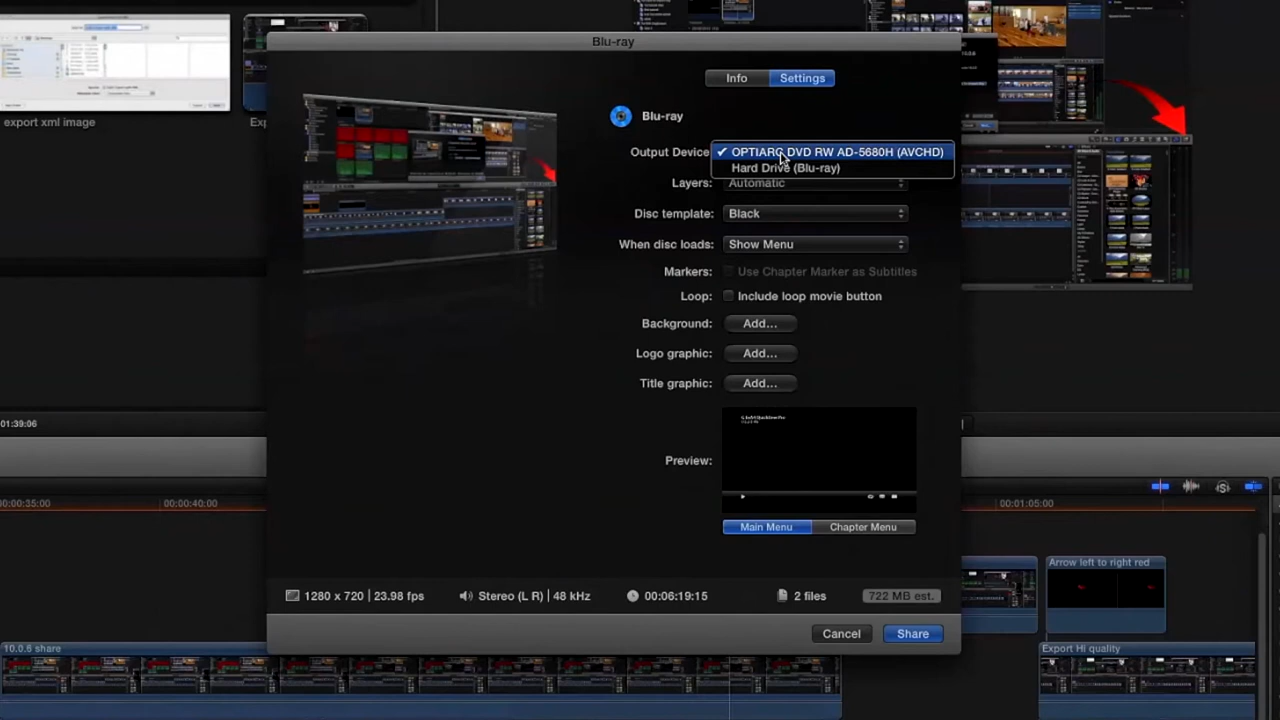 Blu-ray
Info
Settings
export xml image
Blu-ray
Output Device
✓ OPTIARC DVD RW AD-5680H (AVCHD)
Hard Drive (Blu-ray)
Layers:
Automatic
Disc template:
Black
When disc loads:
Show Menu
Markers:
Use Chapter Marker as Subtitles
Loop:
Include loop movie button
Background:
Add...
Logo graphic:
Add...
Title graphic:
Add...
Preview:
Main Menu
Chapter Menu
01:39:06
00:00:35:00
00:00:40:00
00:01:05:00
Arrow left to right red
1280 x 720 | 23.98 fps
Stereo (L R) | 48 kHz
00:06:19:15
2 files
722 MB est.
Cancel
Share
10.0.6 share
Export Hi quality